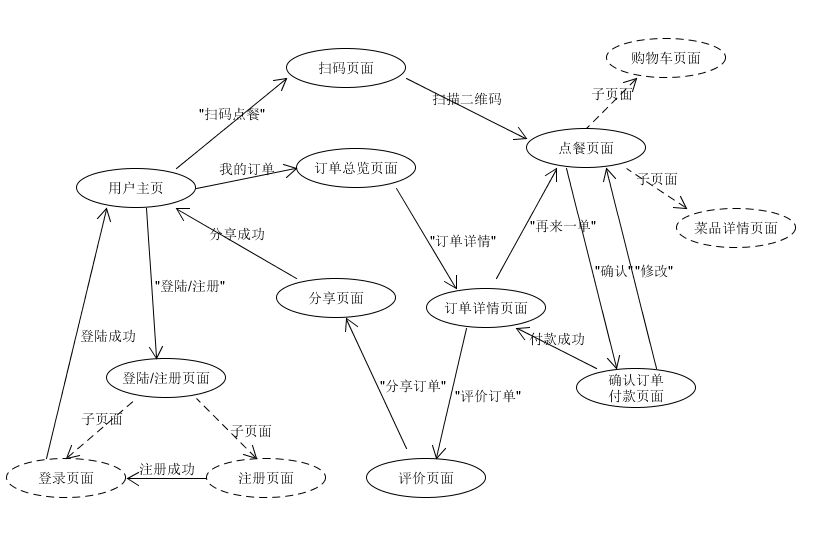 购物车页面
扫码页面
子页面
扫描二维码
"扫码点餐"
点餐页面
我的订单
订单总览页面
子页面
用户主页
分享成功
"再来一单"
菜品详情页面
"订单详情"
"确认"
"修改"
"登陆/注册"
分享页面
订单详情页面
登陆成功
付款成功
登陆/注册页面
"分享订单"
"评价订单"
确认订单
付款页面
子页面
子页面
注册成功
登录页面
注册页面
评价页面